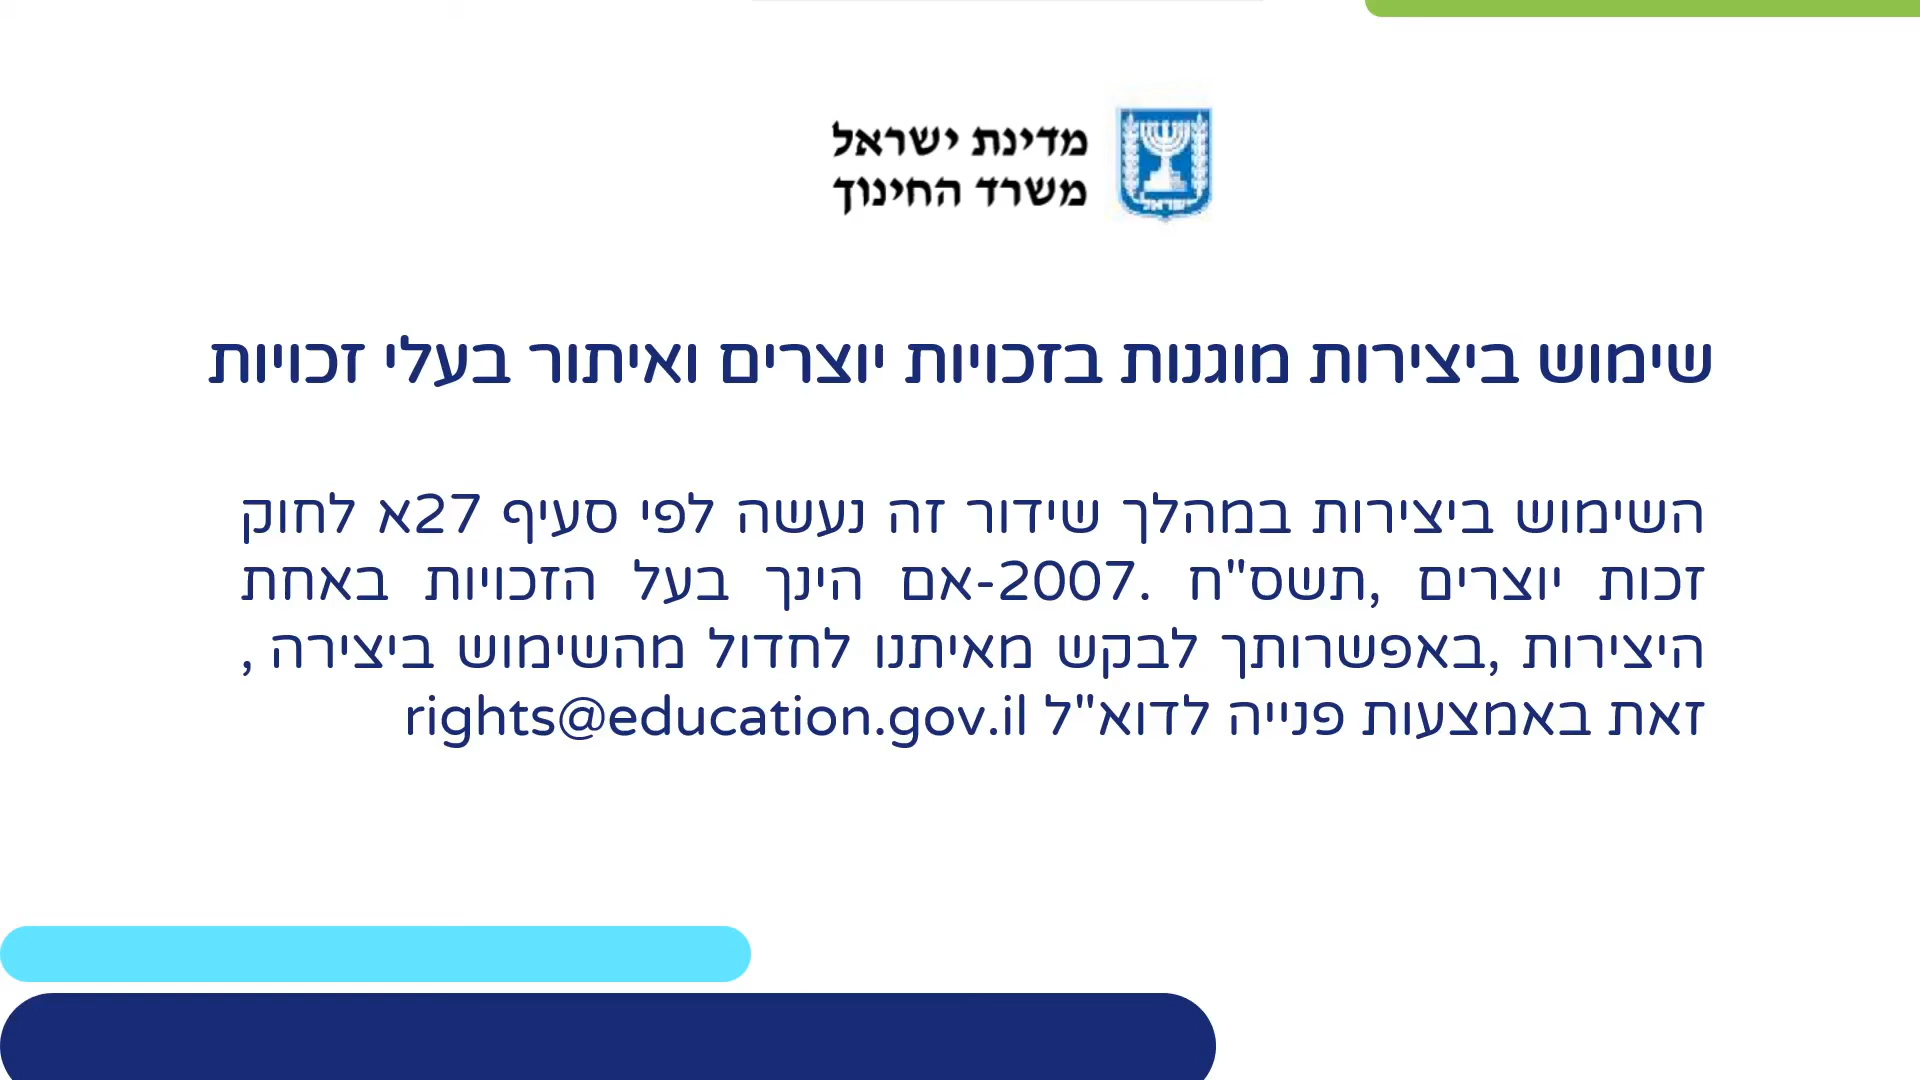 מדינת ישראל
משרד החינוך
ישראל
שימוש ביצירות מוגנות בזכויות יוצרים ואיתור בעלי זכויות
השימוש ביצירות במהלך שידור זה נעשה לפי סעיף 27א לחוק
זכות יוצרים ,תשס"ח .2007-אם הינך בעל הזכויות באחת
היצירות ,באפשרותך לבקש מאיתנו לחדול מהשימוש ביצירה ,
זאת באמצעות פנייה לדוא"ל rights@education.gov.il